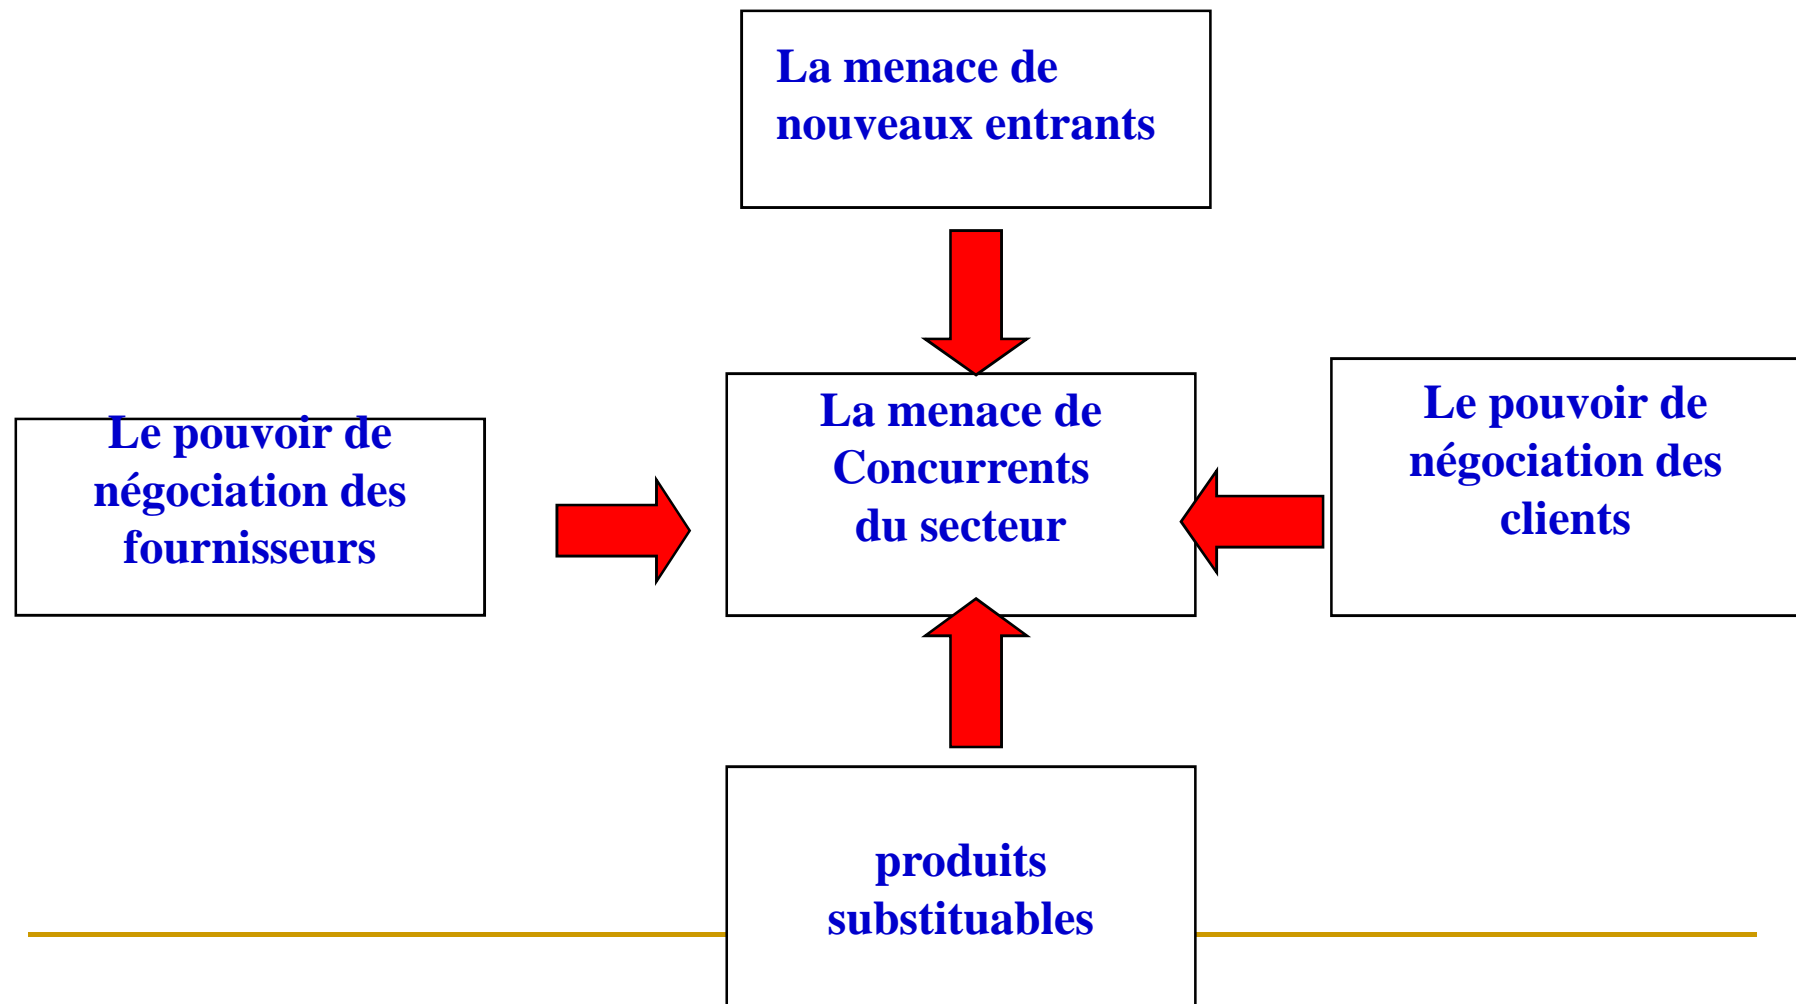 La menace de
nouveaux entrants
Le pouvoir de
négociation des
fournisseurs
La menace de
Concurrents
du secteur
Le pouvoir de
négociation des
clients
produits
substituables